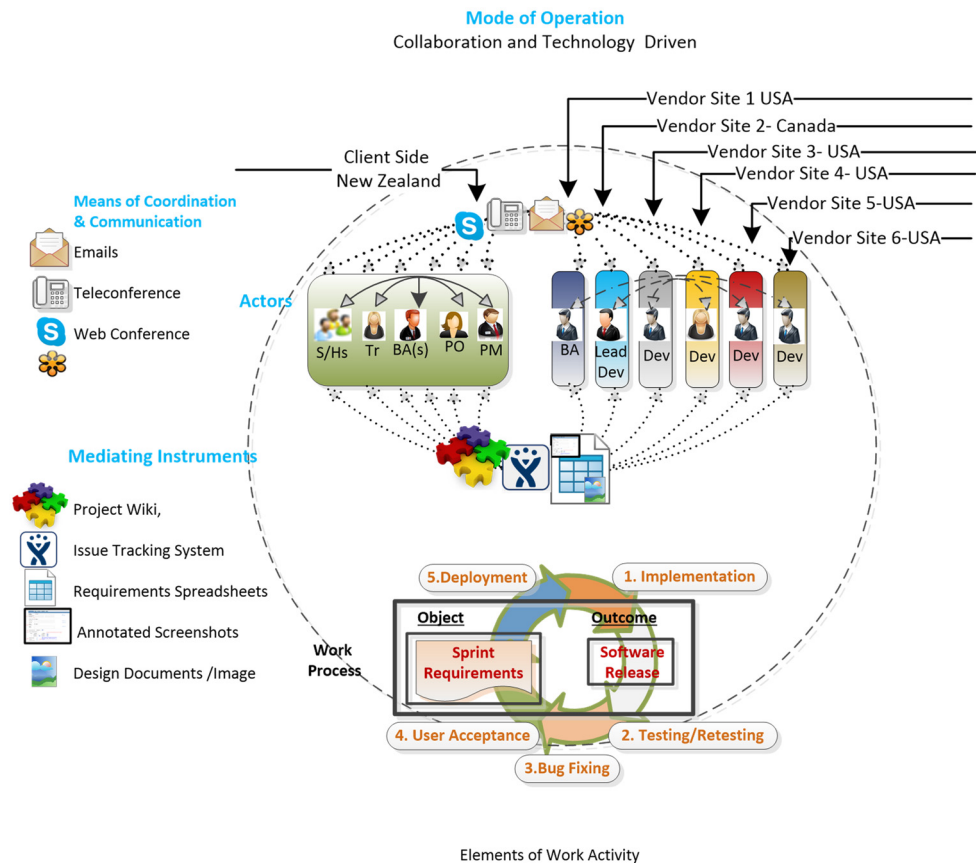 Mode of Operation
Collaboration and Technology Driven
Vendor Site 1 USA
Vendor Site 2- Canada
Vendor Site 3- USA
Vendor Site 4- USA
Vendor Site 5-USA
Vendor Site 6-USA
Client Side
New Zealand
Means of Coordination
& Communication
Emails
Teleconference
Web Conference
S
S
Actors
S/Hs
Tr
BA(s)
PO
PM
BA
Lead
Dev
Dev
Dev
Dev
Dev
Mediating Instruments
Project Wiki,
Issue Tracking System
Requirements Spreadsheets
Annotated Screenshots
Design Documents /Image
Work
Process
5.Deployment
1. Implementation
Object
Outcome
Sprint
Requirements
Software
Release
4. User Acceptance
2. Testing/Retesting
3.Bug Fixing
Elements of Work Activity